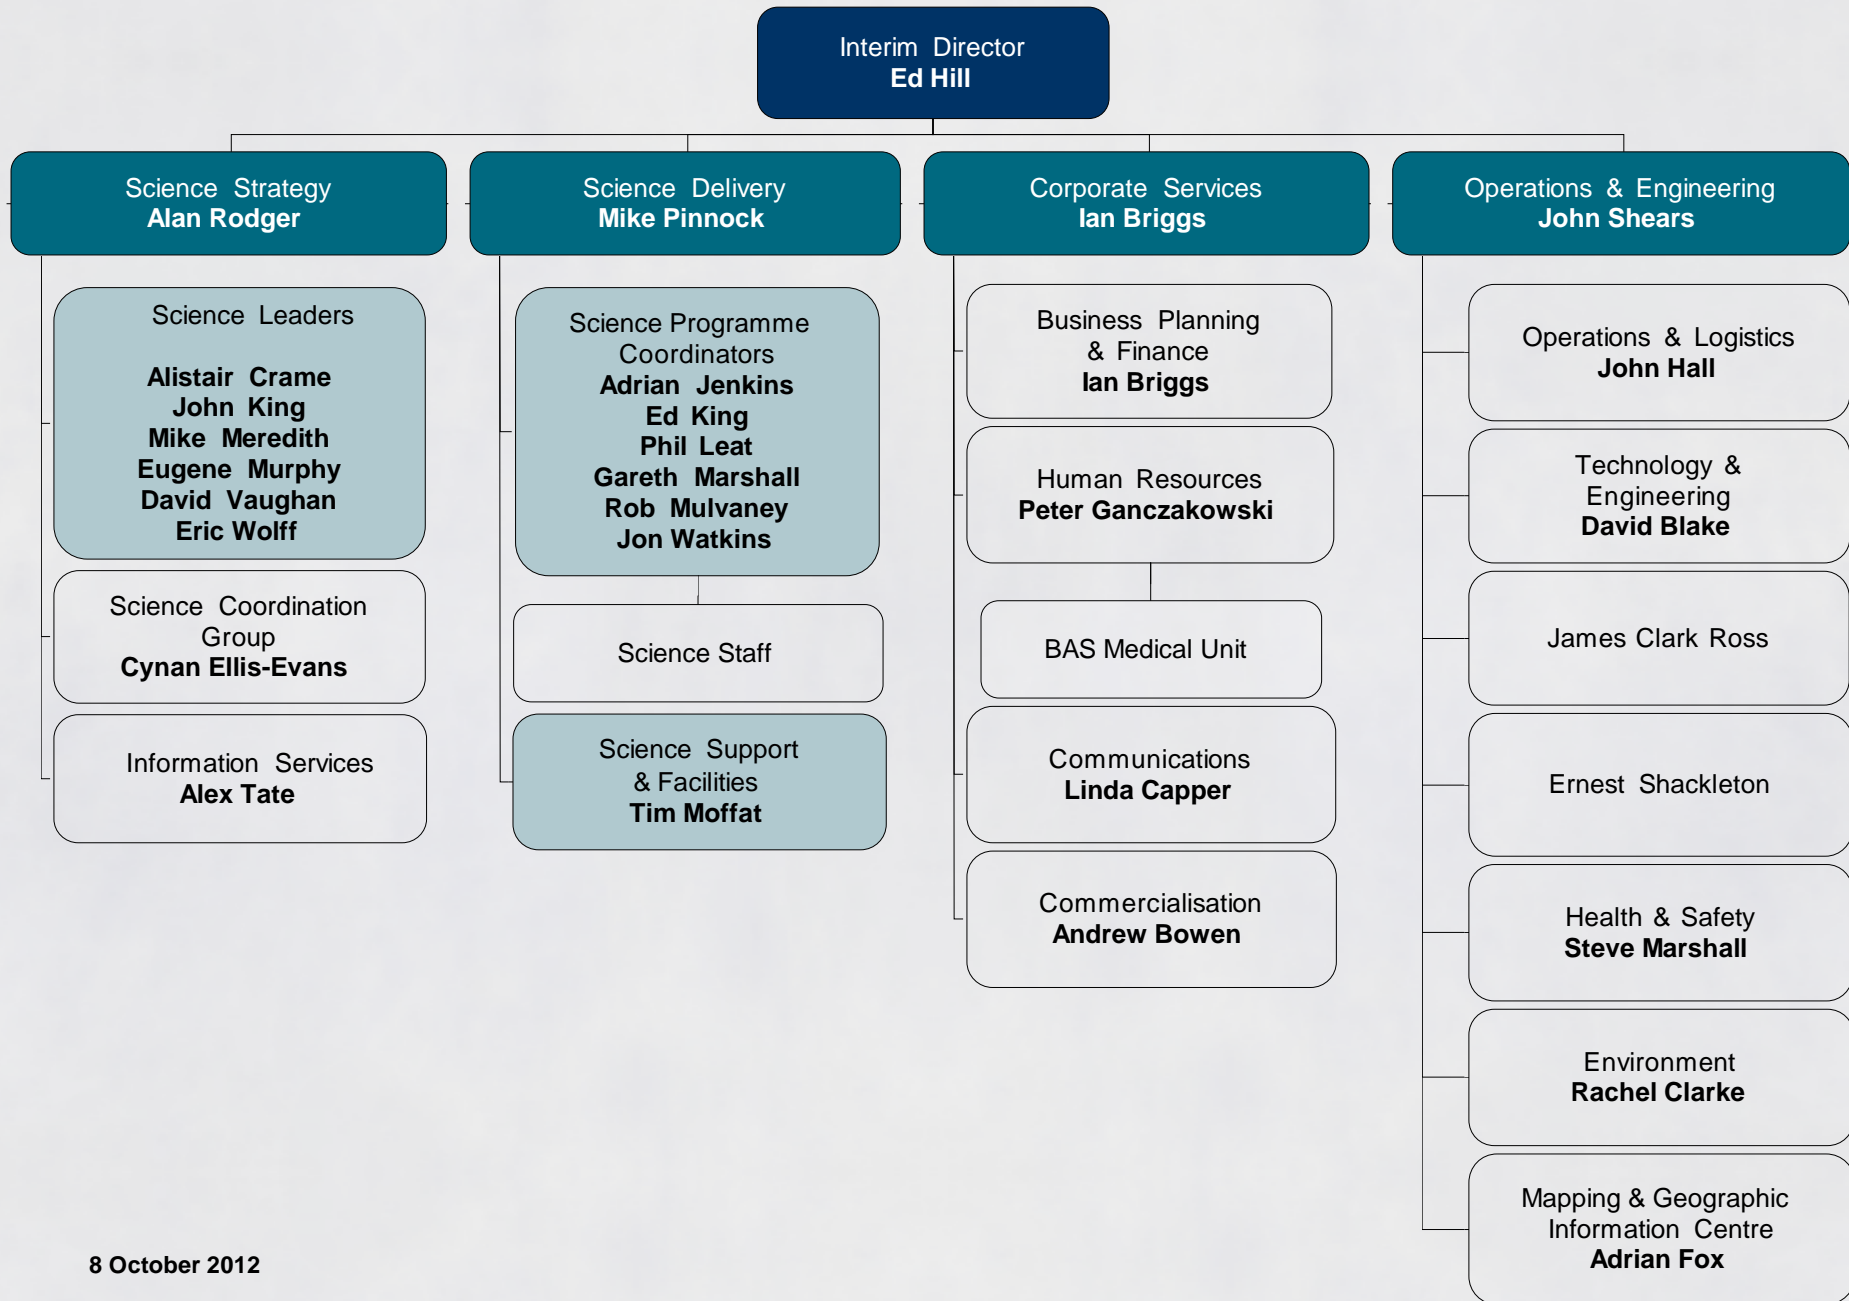 Interim Director
Ed Hill
Science Strategy
Alan Rodger
Science Delivery
Mike Pinnock
Corporate Services
Ian Briggs
Operations & Engineering
John Shears
Science Leaders
Alistair Crame
John King
Mike Meredith
Eugene Murphy
David Vaughan
Eric Wolff
Science Coordination
Group
Cynan Ellis-Evans
Information Services
Alex Tate
Science Programme
Coordinators
Adrian Jenkins
Ed King
Phil Leat
Gareth Marshall
Rob Mulvaney
Jon Watkins
Science Staff
Science Support
& Facilities
Tim Moffat
Business Planning
& Finance
Ian Briggs
Human Resources
Peter Ganczakowski
BAS Medical Unit
Communications
Linda Capper
Commercialisation
Andrew Bowen
Operations & Logistics
John Hall
Technology &
Engineering
David Blake
James Clark Ross
Ernest Shackleton
Health & Safety
Steve Marshall
Environment
Rachel Clarke
Mapping & Geographic
Information Centre
Adrian Fox
8 October 2012